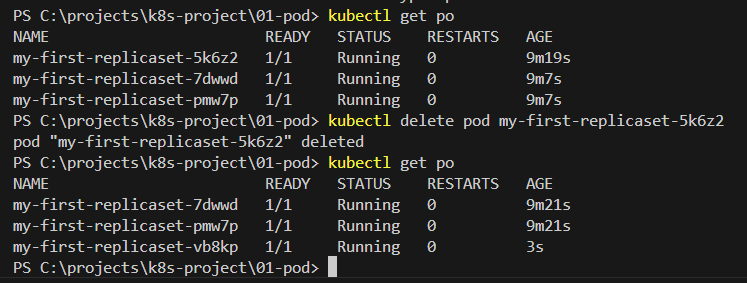 PS C:\projects\k8s-project\01-pod> kubectl get po
NAME READY STATUS RESTARTS AGE
my-first-replicaset-5k6z2 1/1 Running 0 9m19s
my-first-replicaset-7dwwd 1/1 Running 0 9m7s
my-first-replicaset-pmw7p 1/1 Running 0 9m7s
PS C:\projects\k8s-project\01-pod> kubectl delete pod my-first-replicaset-5k6z2
pod "my-first-replicaset-5k6z2" deleted
PS C:\projects\k8s-project\01-pod> kubectl get po
NAME READY STATUS RESTARTS AGE
my-first-replicaset-7dwwd 1/1 Running 0 9m21s
my-first-replicaset-pmw7p 1/1 Running 0 9m21s
my-first-replicaset-vb8kp 1/1 Running 0 3s
PS C:\projects\k8s-project\01-pod>